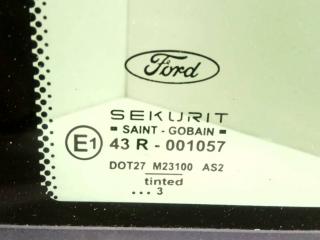 Ford
SEKURIT
SAINT - GOBAIN
E1 43 R - 001057
DOT27 M23100 AS2
tinted
... 3